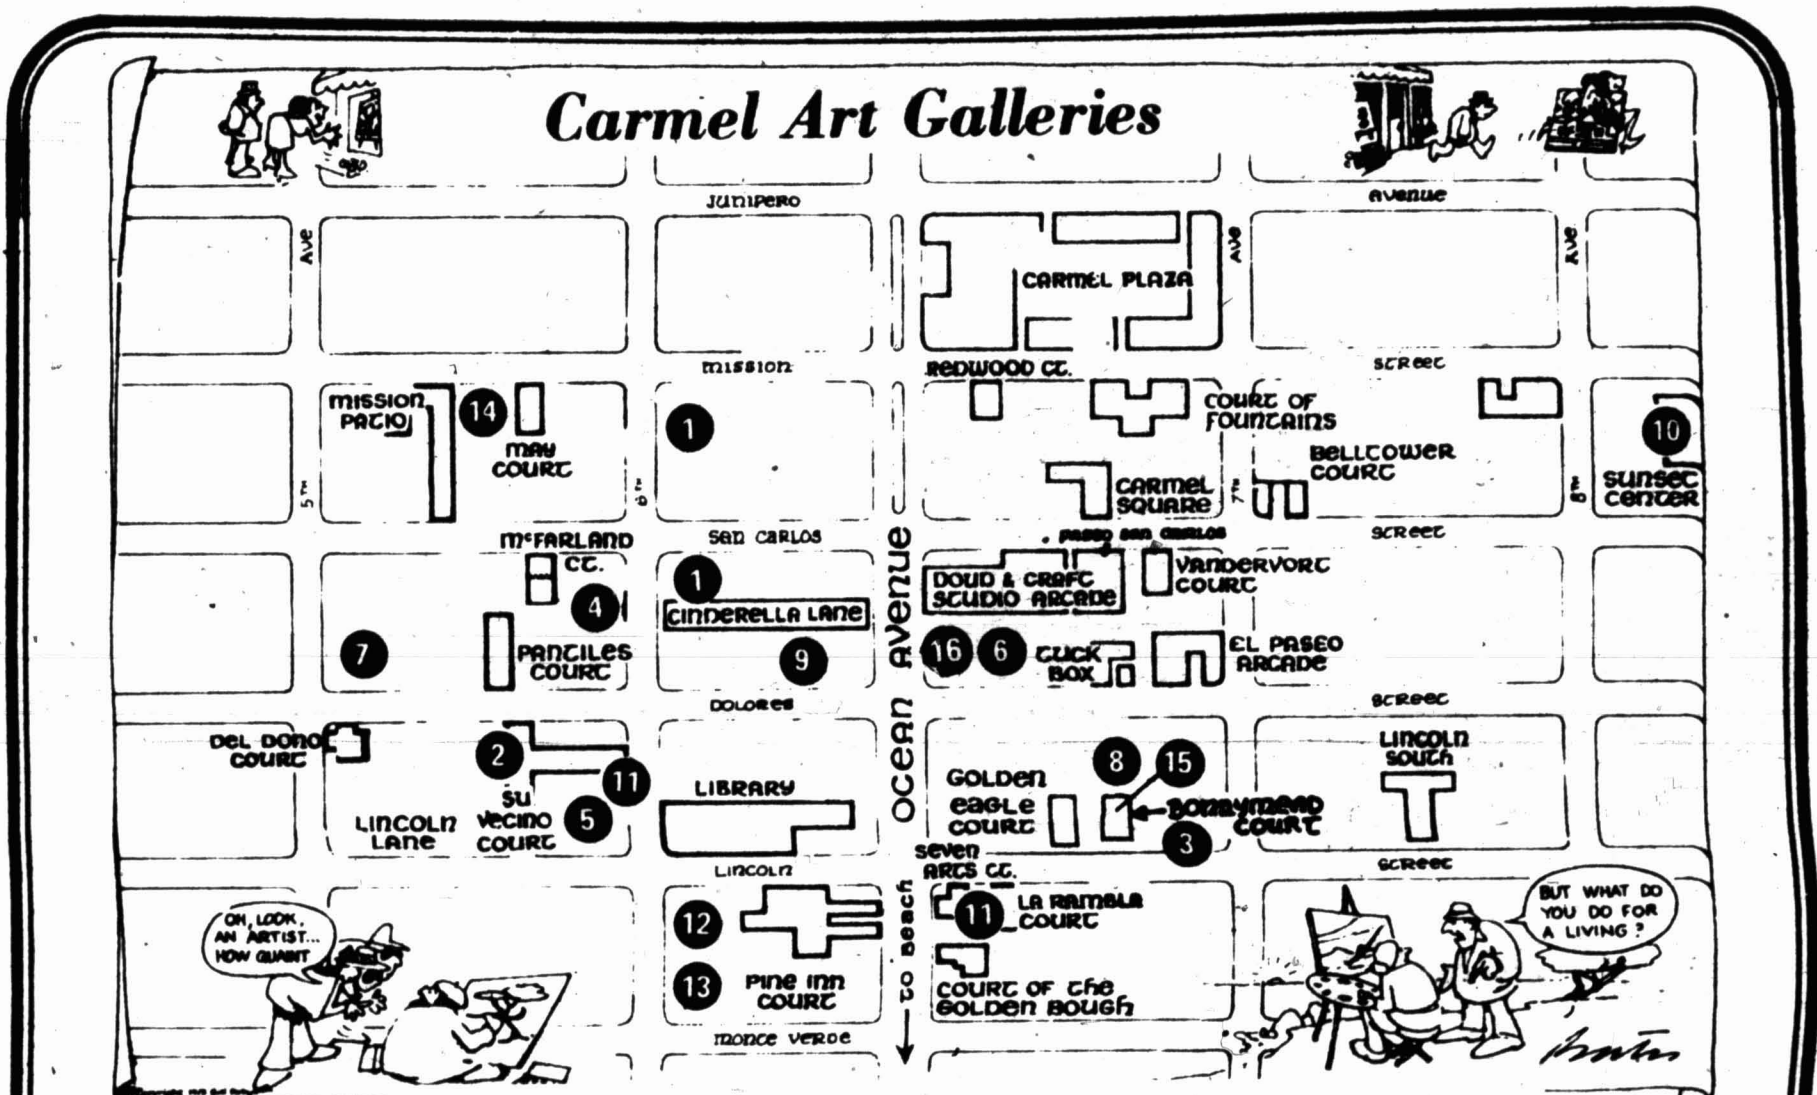 Carmel Art Galleries
JUNIPERO
Avenue
Ave
Ave
Ave
CARMEL PLAZA
mission
REDWOOD CT.
STREET
mission
PATIO
14
MAY
COURT
1
COURT OF
FOUNTAINS
BELLTOWER
COURT
10
SUNSET
CENTER
CARMEL
SQUARE
5TH
6TH
7TH
8TH
McFARLAND
CT.
SAN CARLOS
PASEO SAN CARLOS
STREET
4
1
CINDERELLA LANE
DOUD & CRAFT
STUDIO ARCADE
VANDERVORT
COURT
7
PANTILES
COURT
9
16
6
TUCK
BOX
EL PASEO
ARCADE
OCEAN AVENUE
DOLORES
STREET
DEL DONO
COURT
2
11
5
SU
VECINO
COURT
LINCOLN
LANE
LIBRARY
GOLDEN
EAGLE
COURT
8
15
BONNYMEAD
COURT
3
LINCOLN
SOUTH
LINCOLN
SEVEN
ARTS CT.
STREET
12
13
PINE INN
COURT
TO BEACH
11
LA RAMBLA
COURT
COURT OF THE
GOLDEN BOUGH
MONTE VERDE
OH, LOOK,
AN ARTIST...
HOW QUAINT
BUT WHAT DO
YOU DO FOR
A LIVING?